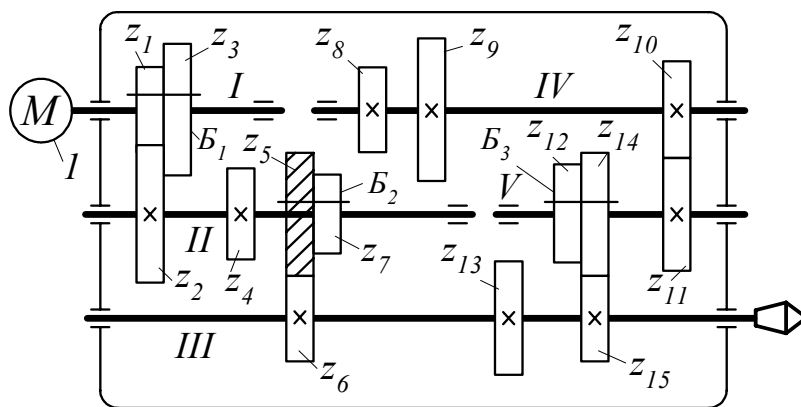 z1 z3 z8 z9 z10
M I IV
1 Б1 z5 Б3 z12 z14
Б2 V
II
z2 z4 z7 z13 z11
III
z6 z15